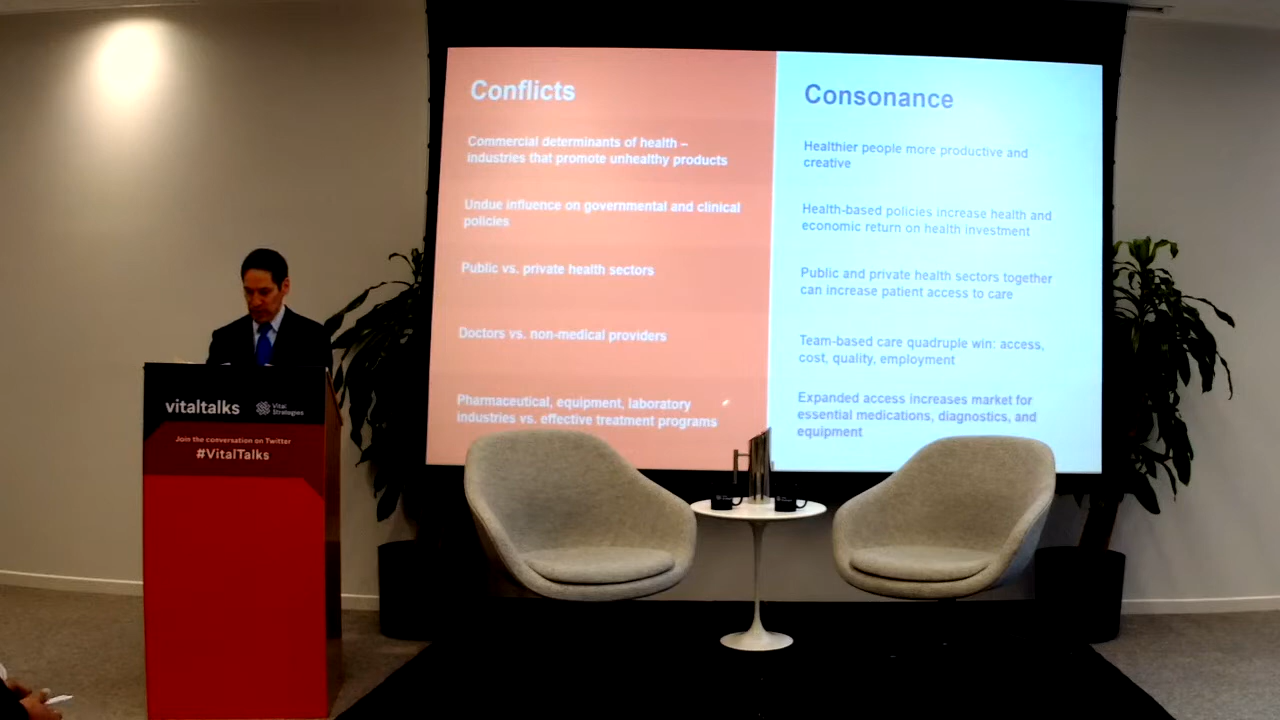 Conflicts
Commercial determinants of health –
industries that promote unhealthy products
Undue influence on governmental and clinical
policies
Public vs. private health sectors
Doctors vs. non-medical providers
Pharmaceutical, equipment, laboratory
industries vs. effective treatment programs
Consonance
Healthier people more productive and
creative
Health-based policies increase health and
economic return on health investment
Public and private health sectors together
can increase patient access to care
Team-based care quadruple win: access,
cost, quality, employment
Expanded access increases market for
essential medications, diagnostics, and
equipment
vitaltalks
Vital
Strategies
Join the conversation on Twitter
#VitalTalks